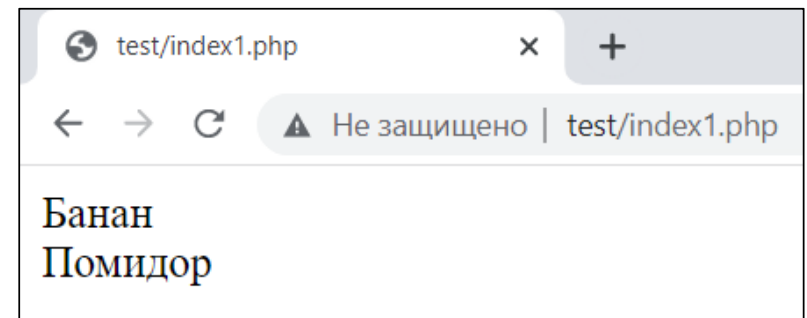 test/index1.php
Не защищено | test/index1.php
Банан
Помидор